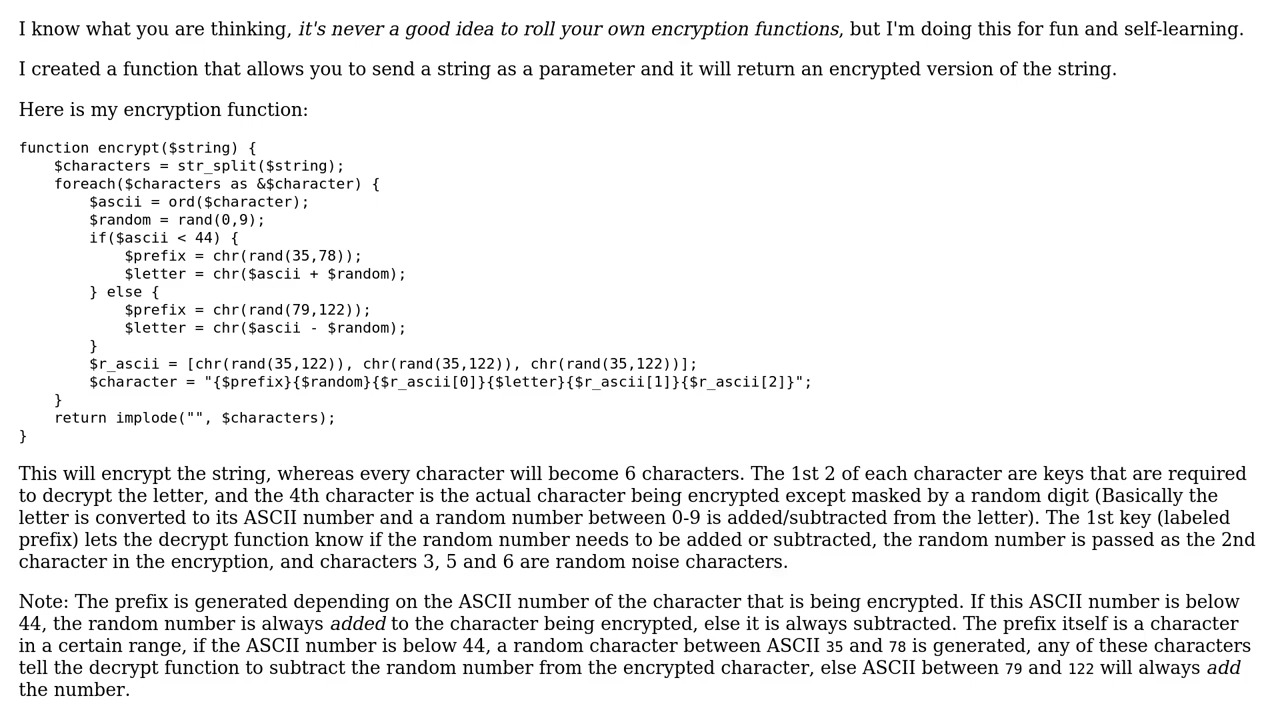 I know what you are thinking, it's never a good idea to roll your own encryption functions, but I'm doing this for fun and self-learning.
I created a function that allows you to send a string as a parameter and it will return an encrypted version of the string.
Here is my encryption function:
function encrypt($string) {
    $characters = str_split($string);
    foreach($characters as &$character) {
        $ascii = ord($character);
        $random = rand(0,9);
        if($ascii < 44) {
            $prefix = chr(rand(35,78));
            $letter = chr($ascii + $random);
        } else {
            $prefix = chr(rand(79,122));
            $letter = chr($ascii - $random);
        }
        $r_ascii = [chr(rand(35,122)), chr(rand(35,122)), chr(rand(35,122))];
        $character = "{$prefix}{$random}{$r_ascii[0]}{$letter}{$r_ascii[1]}{$r_ascii[2]}";
    }
    return implode("", $characters);
}
This will encrypt the string, whereas every character will become 6 characters. The 1st 2 of each character are keys that are required
to decrypt the letter, and the 4th character is the actual character being encrypted except masked by a random digit (Basically the
letter is converted to its ASCII number and a random number between 0-9 is added/subtracted from the letter). The 1st key (labeled
prefix) lets the decrypt function know if the random number needs to be added or subtracted, the random number is passed as the 2nd
character in the encryption, and characters 3, 5 and 6 are random noise characters.
Note: The prefix is generated depending on the ASCII number of the character that is being encrypted. If this ASCII number is below
44, the random number is always added to the character being encrypted, else it is always subtracted. The prefix itself is a character
in a certain range, if the ASCII number is below 44, a random character between ASCII 35 and 78 is generated, any of these characters
tell the decrypt function to subtract the random number from the encrypted character, else ASCII between 79 and 122 will always add
the number.